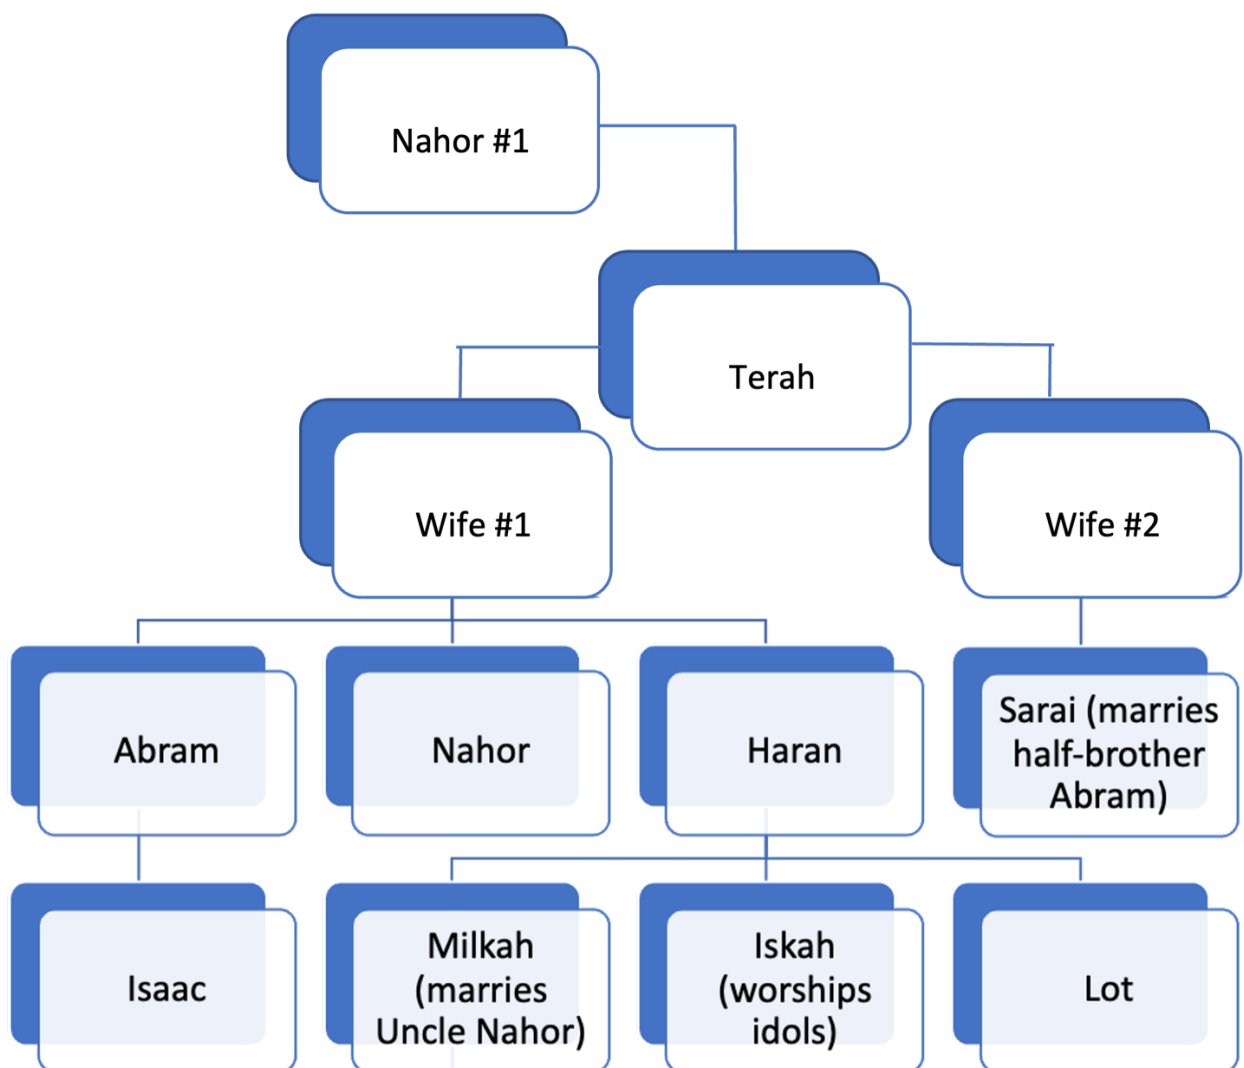 Nahor #1
Terah
Wife #1
Wife #2
Abram
Nahor
Haran
Sarai (marries
half-brother
Abram)
Isaac
Milkah
(marries
Uncle Nahor)
Iskah
(worships
idols)
Lot